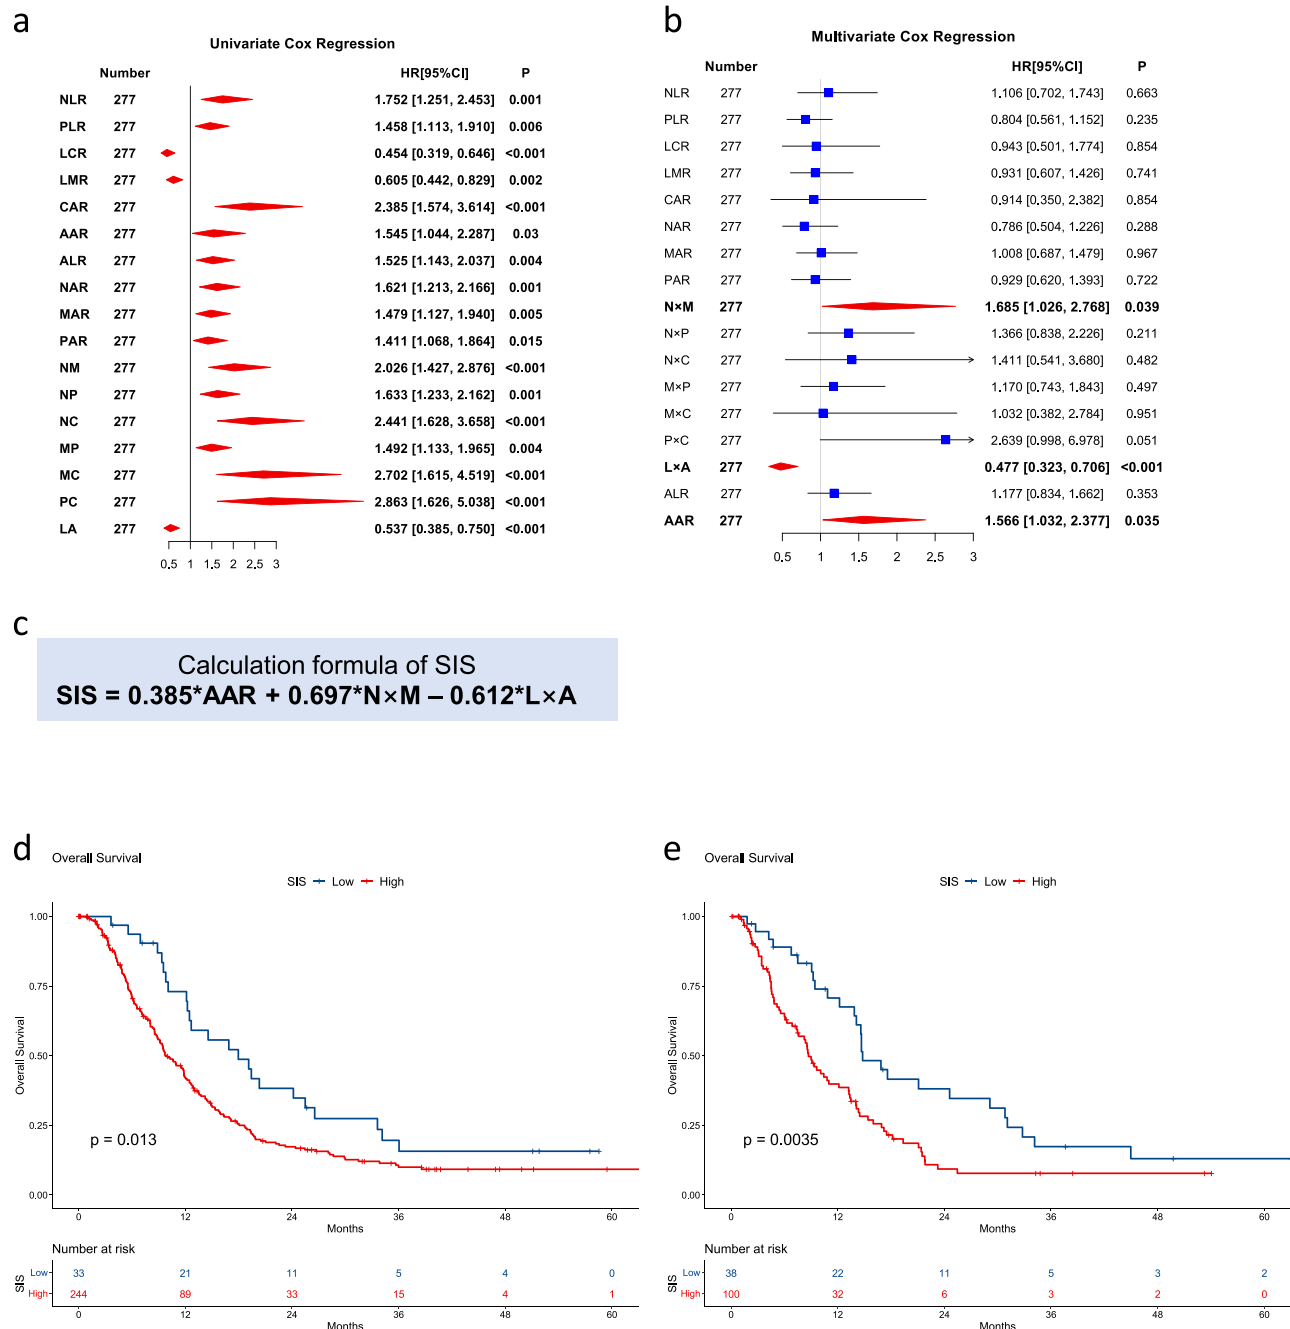 a
Univariate Cox Regression
Number HR[95%CI] P
NLR 277 1.752 [1.251, 2.453] 0.001
PLR 277 1.458 [1.113, 1.910] 0.006
LCR 277 0.454 [0.319, 0.646] <0.001
LMR 277 0.605 [0.442, 0.829] 0.002
CAR 277 2.385 [1.574, 3.614] <0.001
AAR 277 1.545 [1.044, 2.287] 0.03
ALR 277 1.525 [1.143, 2.037] 0.004
NAR 277 1.621 [1.213, 2.166] 0.001
MAR 277 1.479 [1.127, 1.940] 0.005
PAR 277 1.411 [1.068, 1.864] 0.015
NM 277 2.026 [1.427, 2.876] <0.001
NP 277 1.633 [1.233, 2.162] 0.001
NC 277 2.441 [1.628, 3.658] <0.001
MP 277 1.492 [1.133, 1.965] 0.004
MC 277 2.702 [1.615, 4.519] <0.001
PC 277 2.863 [1.626, 5.038] <0.001
LA 277 0.537 [0.385, 0.750] <0.001
0.5 1 1.5 2 2.5 3
b
Multivariate Cox Regression
Number HR[95%CI] P
NLR 277 1.106 [0.702, 1.743] 0.663
PLR 277 0.804 [0.561, 1.152] 0.235
LCR 277 0.943 [0.501, 1.774] 0.854
LMR 277 0.931 [0.607, 1.426] 0.741
CAR 277 0.914 [0.350, 2.382] 0.854
NAR 277 0.786 [0.504, 1.226] 0.288
MAR 277 1.008 [0.687, 1.479] 0.967
PAR 277 0.929 [0.620, 1.393] 0.722
N×M 277 1.685 [1.026, 2.768] 0.039
N×P 277 1.366 [0.838, 2.226] 0.211
N×C 277 1.411 [0.541, 3.680] 0.482
M×P 277 1.170 [0.743, 1.843] 0.497
M×C 277 1.032 [0.382, 2.784] 0.951
P×C 277 2.639 [0.998, 6.978] 0.051
L×A 277 0.477 [0.323, 0.706] <0.001
ALR 277 1.177 [0.834, 1.662] 0.353
AAR 277 1.566 [1.032, 2.377] 0.035
0.5 1 2 2.5 3
c
Calculation formula of SIS
SIS = 0.385*AAR + 0.697*N×M – 0.612*L×A
d
Overall Survival
SIS Low High
1.00
0.75
0.50
0.25
0.00
Overall Survival
p = 0.013
0 12 24 36 48 60
Months
Number at risk
SIS
Low 33 21 11 5 4 0
High 244 89 33 15 4 1
0 12 24 36 48 60
Months
e
Overall Survival
SIS Low High
1.00
0.75
0.50
0.25
0.00
Overall Survival
p = 0.0035
0 12 24 36 48 60
Months
Number at risk
SIS
Low 38 22 11 5 3 2
High 100 32 6 3 2 0
0 12 24 36 48 60
Months